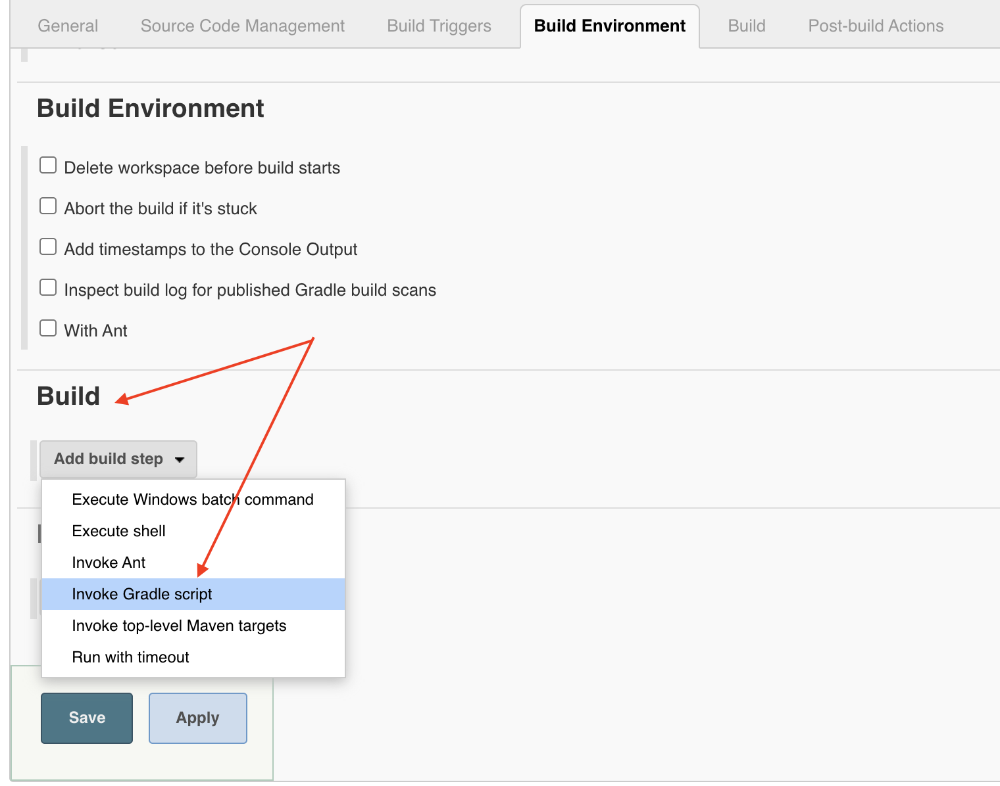 General Source Code Management Build Triggers Build Environment Build Post-build Actions
Build Environment
Delete workspace before build starts
Abort the build if it's stuck
Add timestamps to the Console Output
Inspect build log for published Gradle build scans
With Ant
Build
Add build step
Execute Windows batch command
Execute shell
Invoke Ant
Invoke Gradle script
Invoke top-level Maven targets
Run with timeout
Save Apply